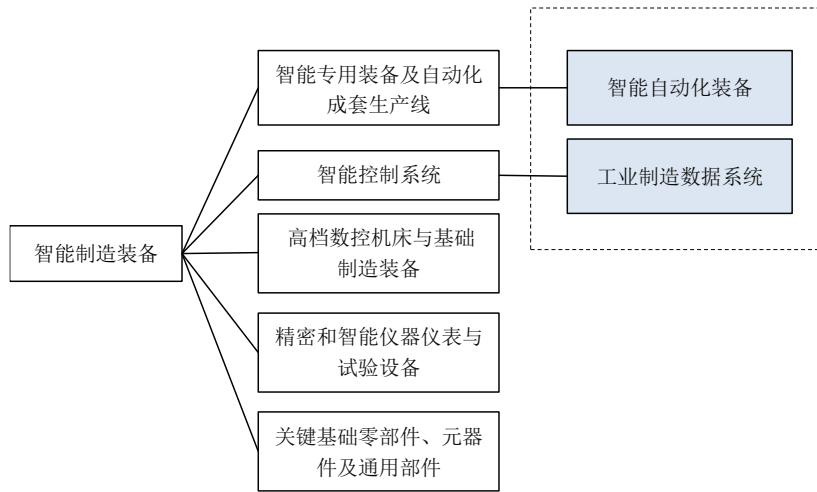 智能专用装备及自动化
成套生产线
智能自动化装备
智能控制系统
工业制造数据系统
智能制造装备
高档数控机床与基础
制造装备
精密和智能仪器仪表与
试验设备
关键基础零部件、元器
件及通用部件